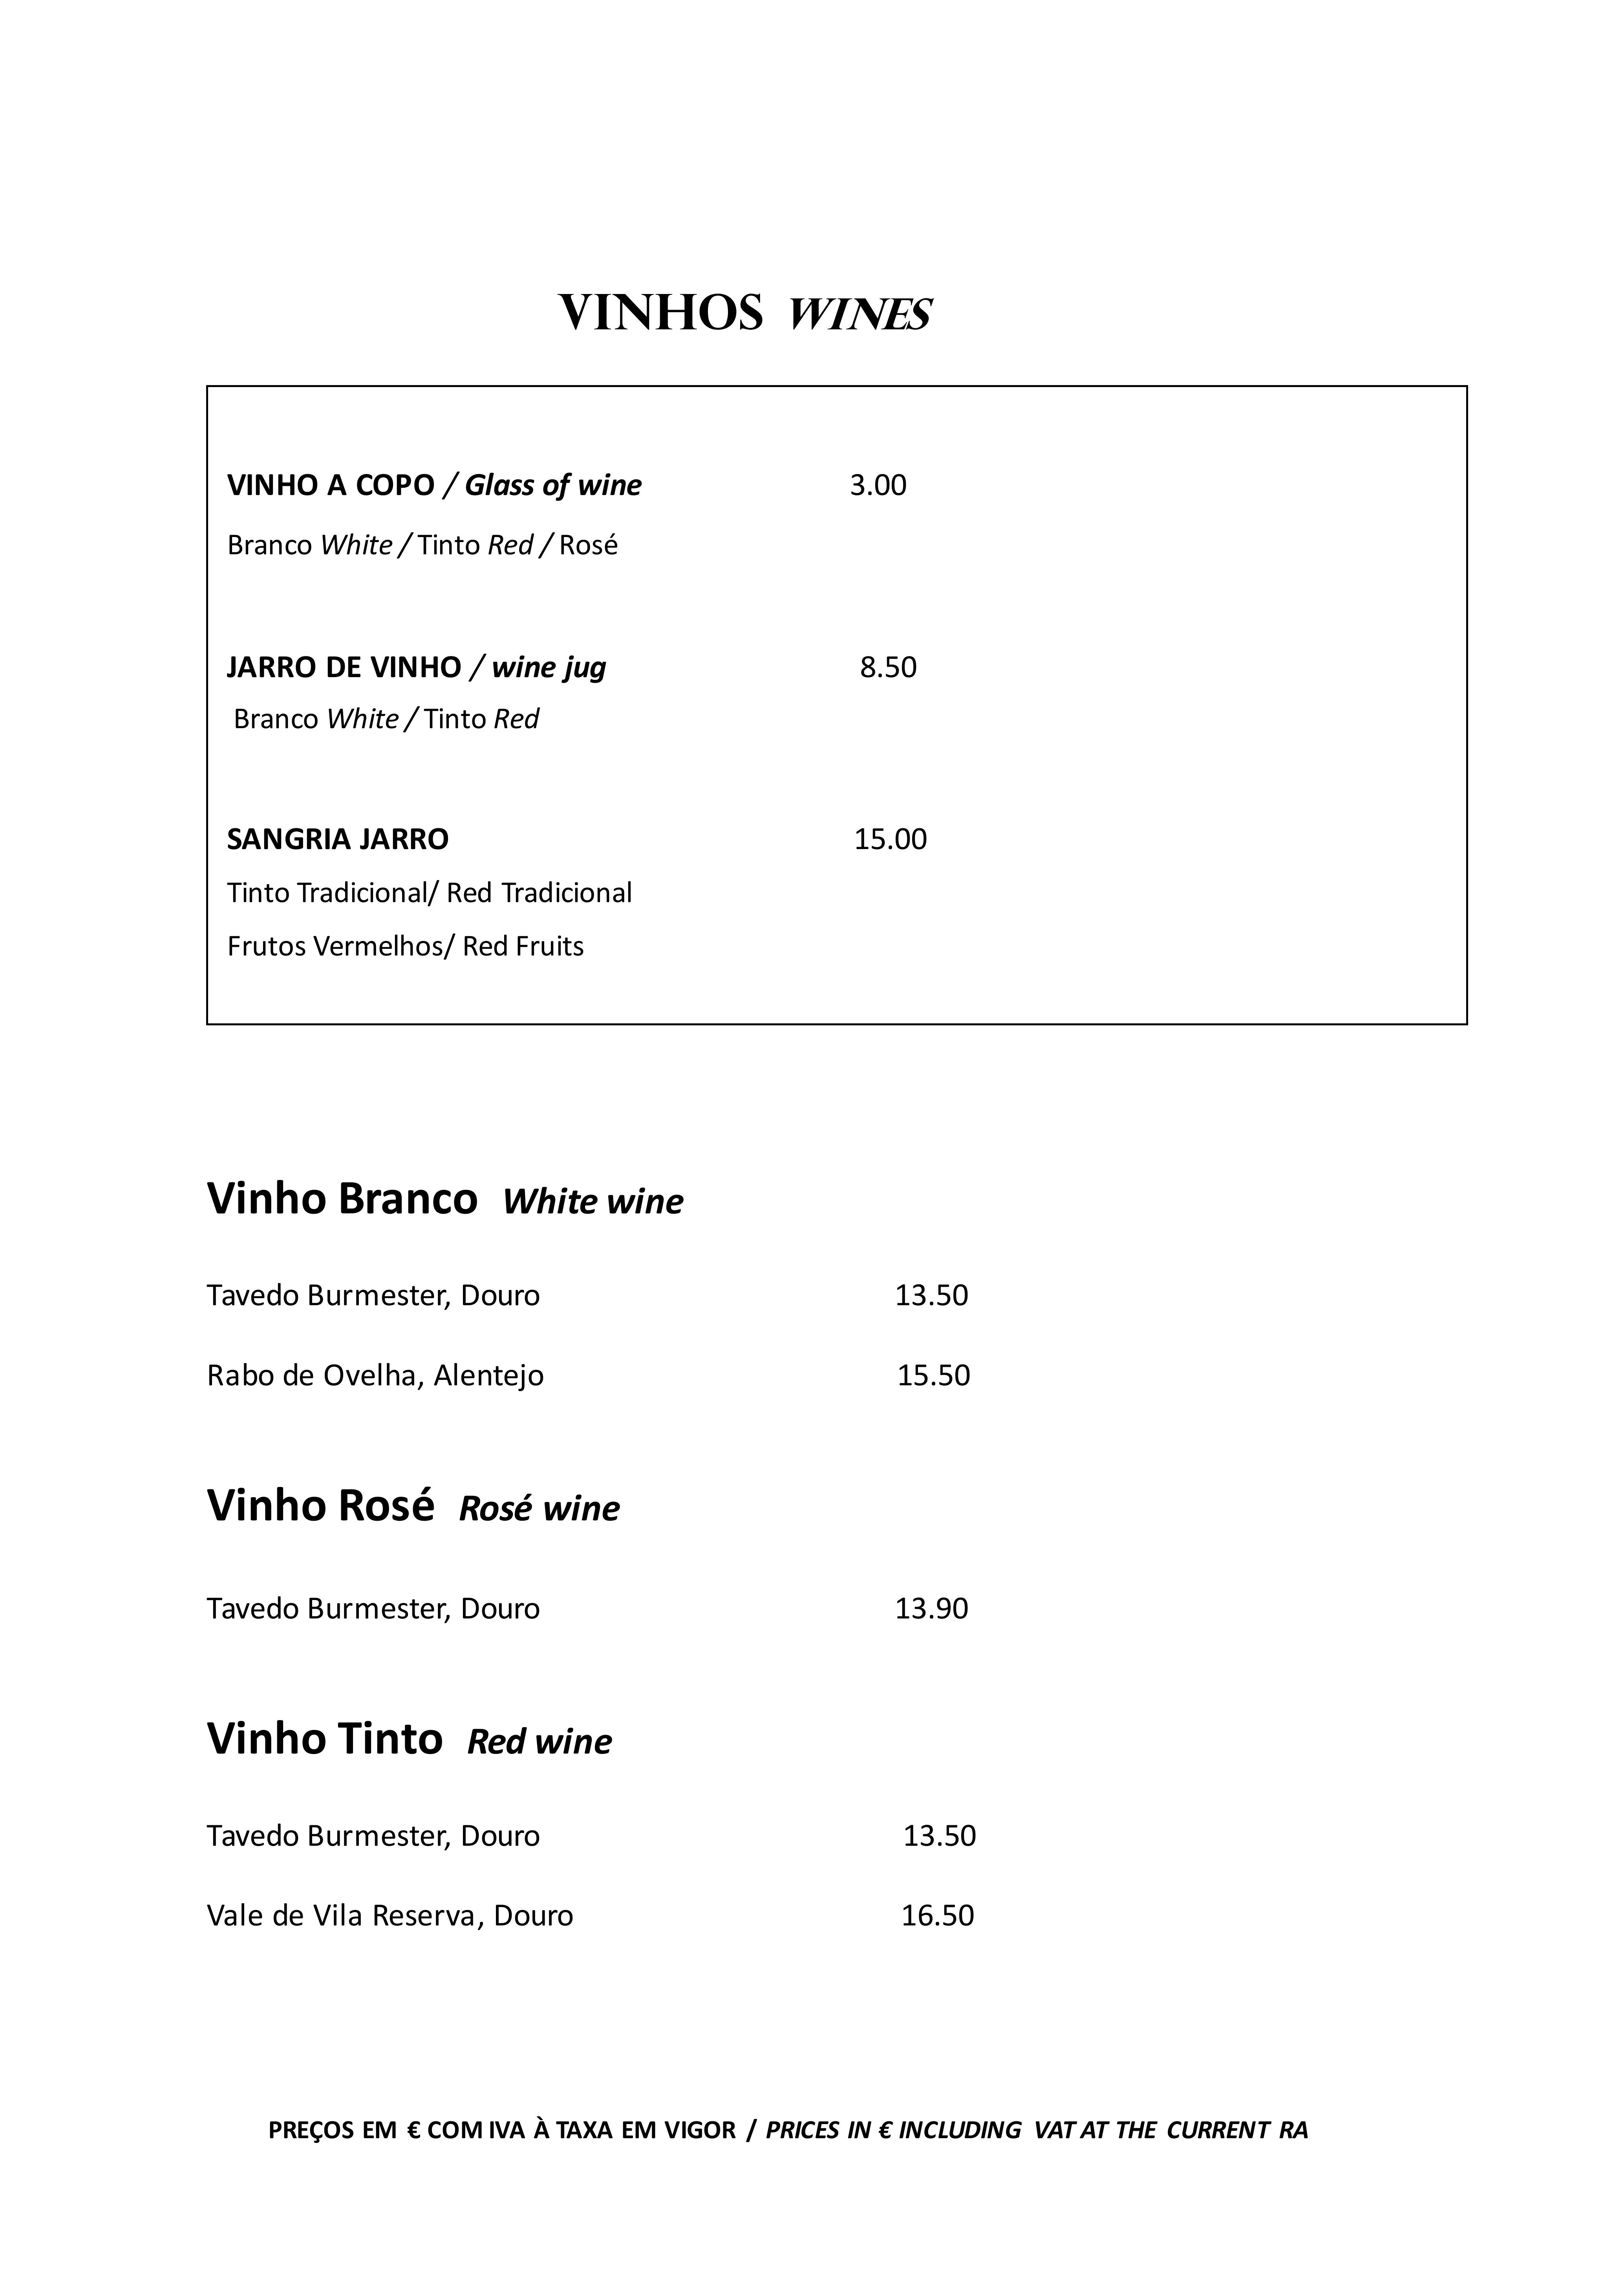 VINHOS WINES
VINHO A COPO / Glass of wine 3.00
Branco White / Tinto Red / Rosé
JARRO DE VINHO / wine jug 8.50
Branco White / Tinto Red
SANGRIA JARRO 15.00
Tinto Tradicional/ Red Tradicional
Frutos Vermelhos/ Red Fruits
Vinho Branco White wine
Tavedo Burmester, Douro 13.50
Rabo de Ovelha, Alentejo 15.50
Vinho Rosé Rosé wine
Tavedo Burmester, Douro 13.90
Vinho Tinto Red wine
Tavedo Burmester, Douro 13.50
Vale de Vila Reserva, Douro 16.50
PREÇOS EM € COM IVA À TAXA EM VIGOR / PRICES IN € INCLUDING VAT AT THE CURRENT RA